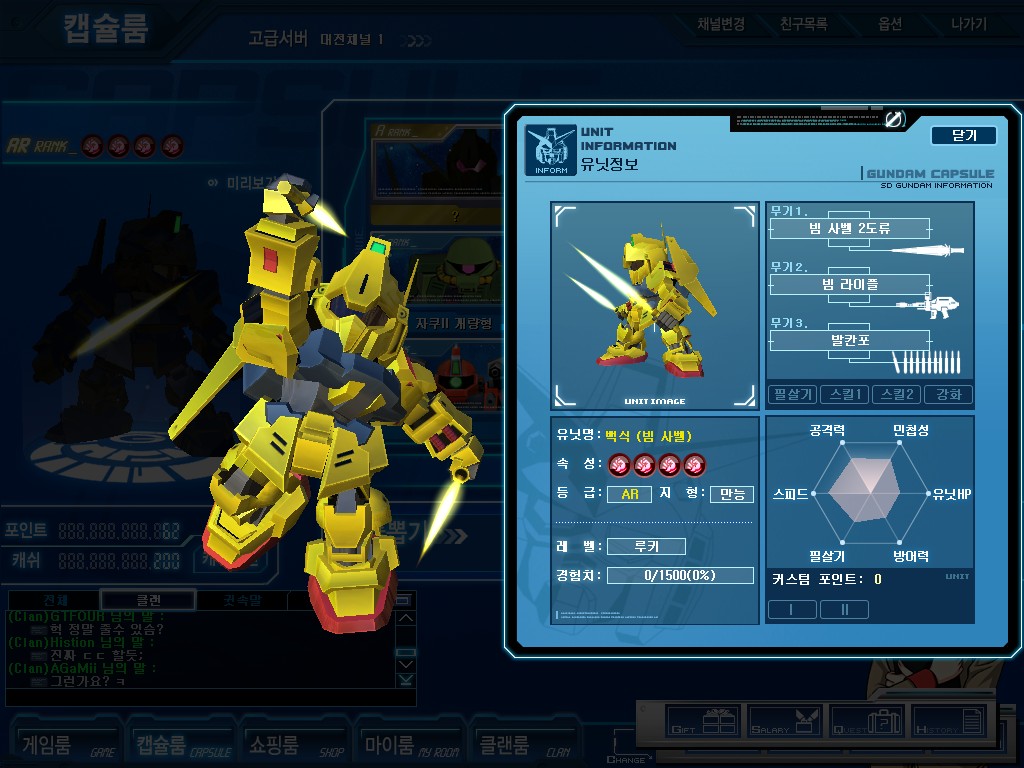 캡슐룸
고급서버 대전채널 1
채널변경
친구목록
옵션
나가기
AR RANK_
∞ 미리보기
A RANK_
?
RANK_
자쿠II 개량형
포인트 888,888,888,862
캐쉬 888,888,888,200
뽑기
전체
클랜
귓속말
(Clan)GTFOUR 님의 말 :
헉 정말 줄수 있슴?
(Clan)Histion 님의 말 :
진짜 ㄷㄷ 할듯;
(Clan)AGaMii 님의 말 :
그런가요? ㅋ
게임룸 GAME
캡슐룸 CAPSULE
쇼핑룸 SHOP
마이룸 MY ROOM
클랜룸 CLAN
CHANGE
GIFT
SALARY
QUEST
HISTORY
INFORM
UNIT
INFORMATION
유닛정보
닫기
GUNDAM CAPSULE
SD GUNDAM INFORMATION
UNIT IMAGE
무기1.
빔 사벨 2도류
무기2.
빔 라이플
무기3.
발칸포
필살기
스킬1
스킬2
강화
유닛명: 백식 (빔 사벨)
속 성:
등 급: AR 지 형: 만능
레 벨: 루키
경험치: 0/1500(0%)
공격력
민첩성
스피드
유닛HP
필살기
방어력
커스텀 포인트: 0
UNIT
I
II